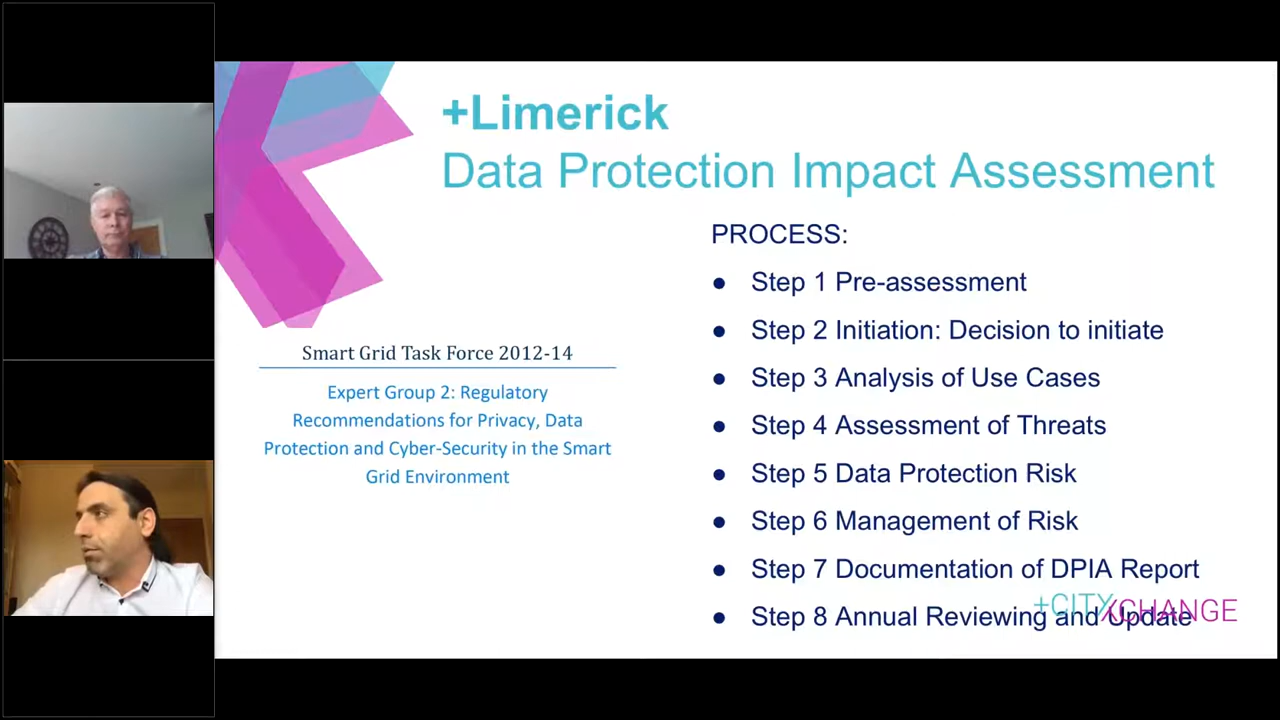 +Limerick
Data Protection Impact Assessment
PROCESS:
● Step 1 Pre-assessment
● Step 2 Initiation: Decision to initiate
● Step 3 Analysis of Use Cases
● Step 4 Assessment of Threats
● Step 5 Data Protection Risk
● Step 6 Management of Risk
● Step 7 Documentation of DPIA Report
● Step 8 Annual Reviewing and Update
Smart Grid Task Force 2012-14
Expert Group 2: Regulatory
Recommendations for Privacy, Data
Protection and Cyber-Security in the Smart
Grid Environment
+CITYXCHANGE